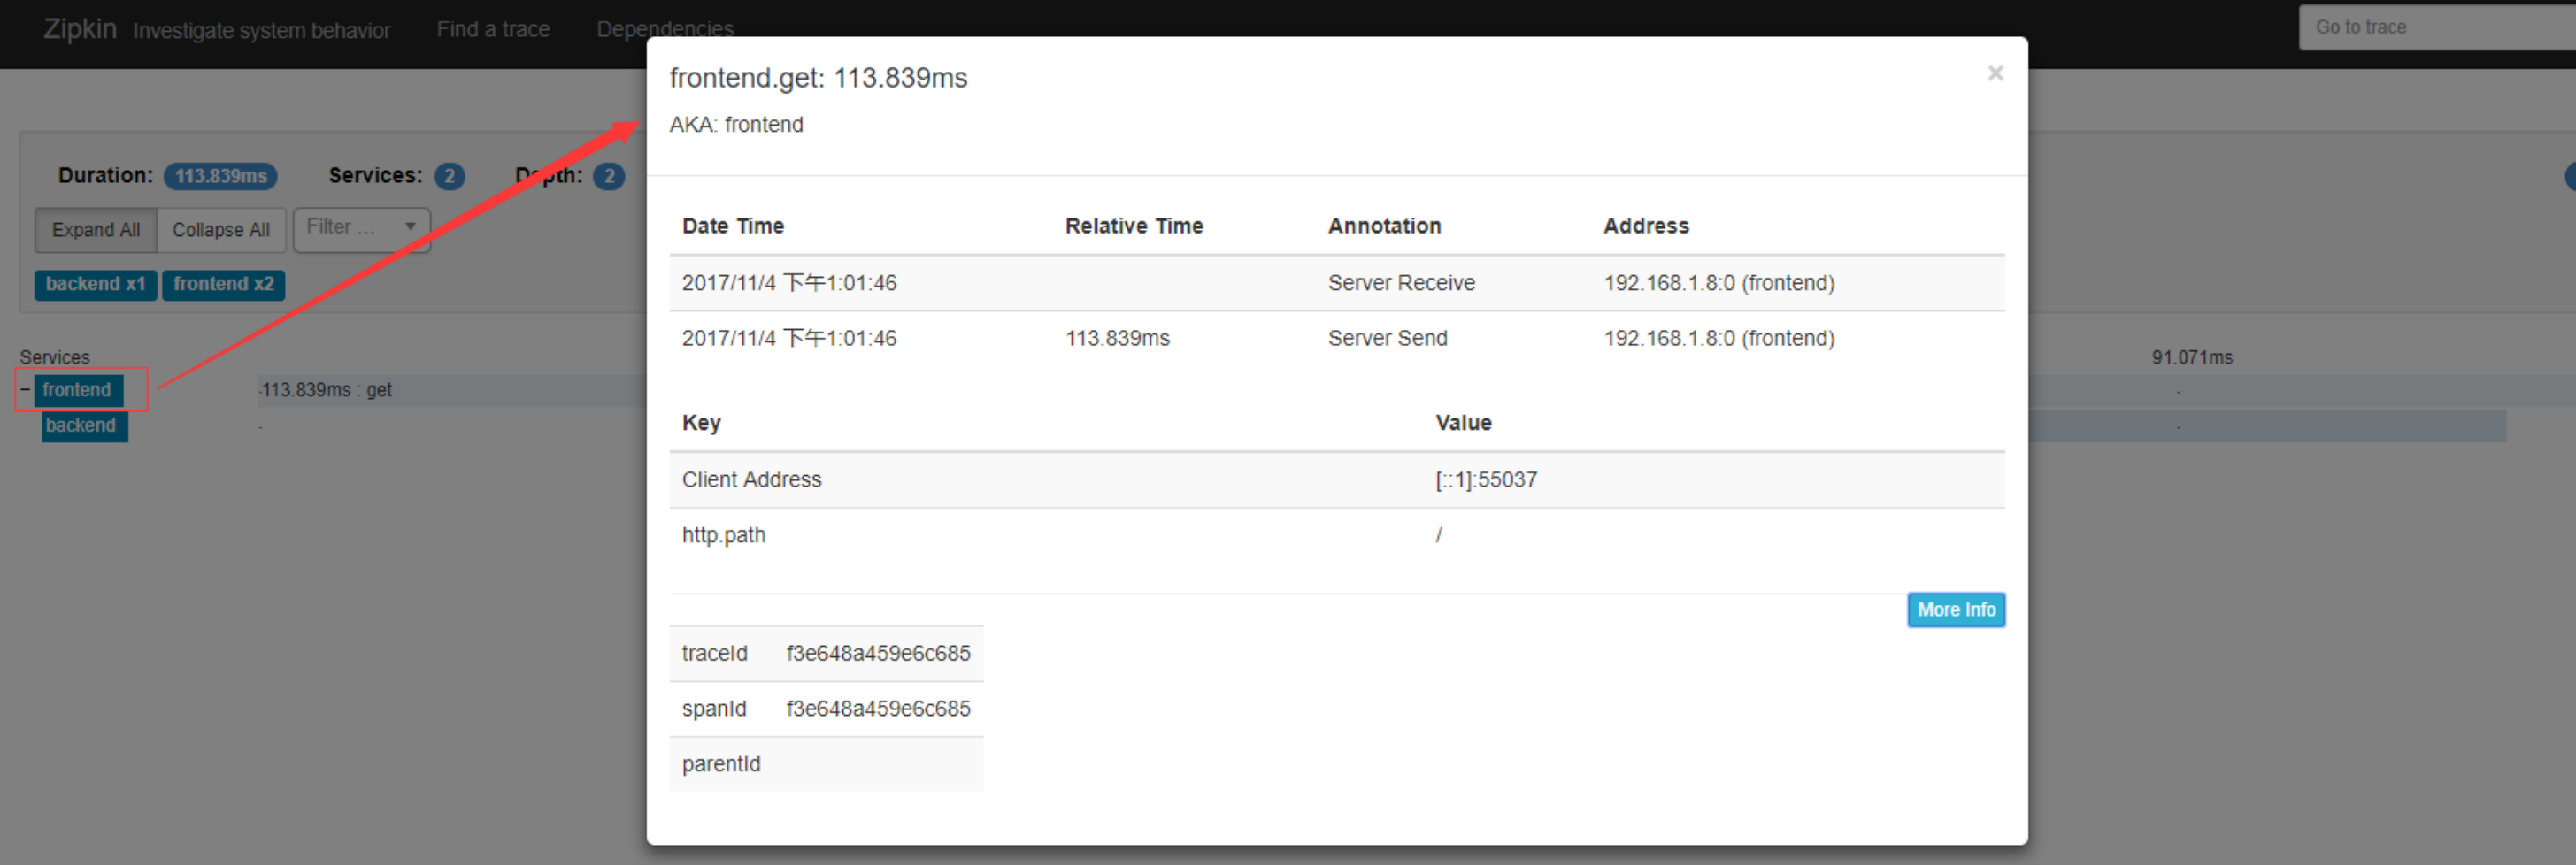 Zipkin Investigate system behavior Find a trace Dependencies Go to trace
frontend.get: 113.839ms ×
AKA: frontend
Duration: 113.839ms Services: 2 Depth: 2
Expand All Collapse All Filter ...
backend x1 frontend x2
Date Time Relative Time Annotation Address
2017/11/4 下午1:01:46 Server Receive 192.168.1.8:0 (frontend)
2017/11/4 下午1:01:46 113.839ms Server Send 192.168.1.8:0 (frontend)
Services 91.071ms
− frontend ·113.839ms : get
backend
Key Value
Client Address [::1]:55037
http.path /
More Info
traceId f3e648a459e6c685
spanId f3e648a459e6c685
parentId